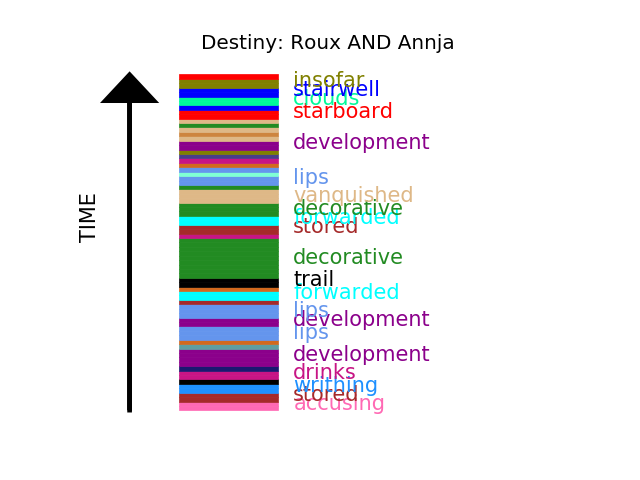 Destiny: Roux AND Annja
insofar
stairwell
clouds
starboard
development
lips
vanquished
decorative
forwarded
stored
decorative
trail
forwarded
lips
development
lips
development
drinks
writhing
stored
accusing
TIME